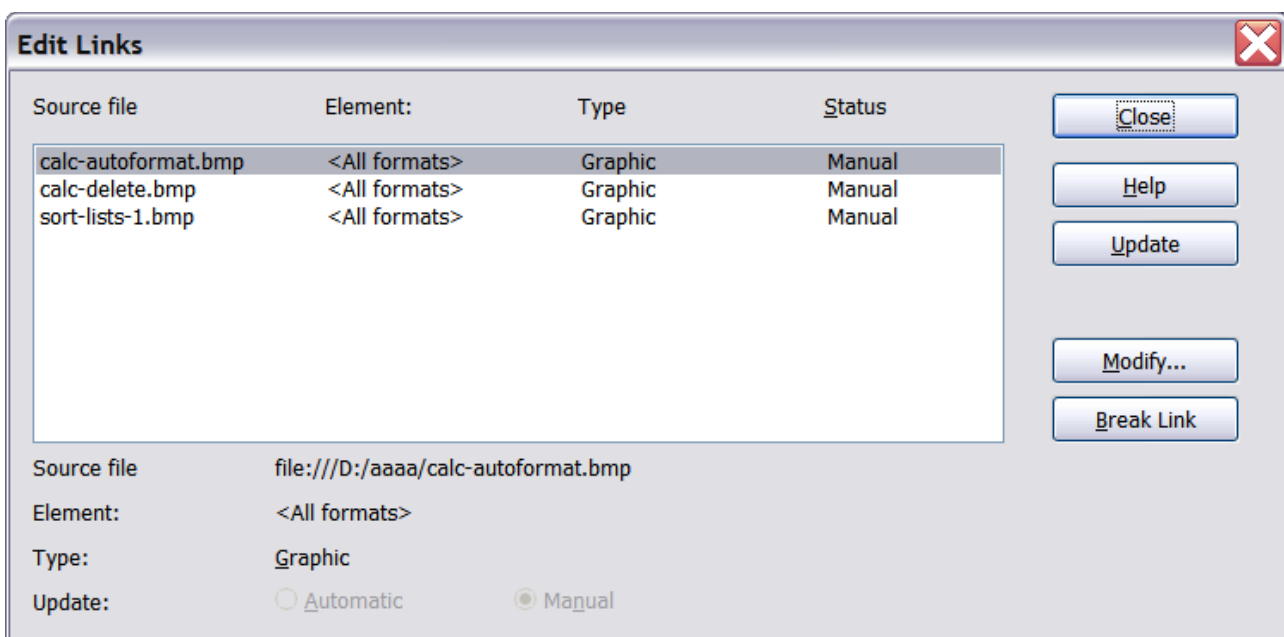 Edit Links
Source file Element: Type Status
calc-autoformat.bmp <All formats> Graphic Manual
calc-delete.bmp <All formats> Graphic Manual
sort-lists-1.bmp <All formats> Graphic Manual
Close
Help
Update
Modify...
Break Link
Source file file:///D:/aaaa/calc-autoformat.bmp
Element: <All formats>
Type: Graphic
Update: Automatic Manual